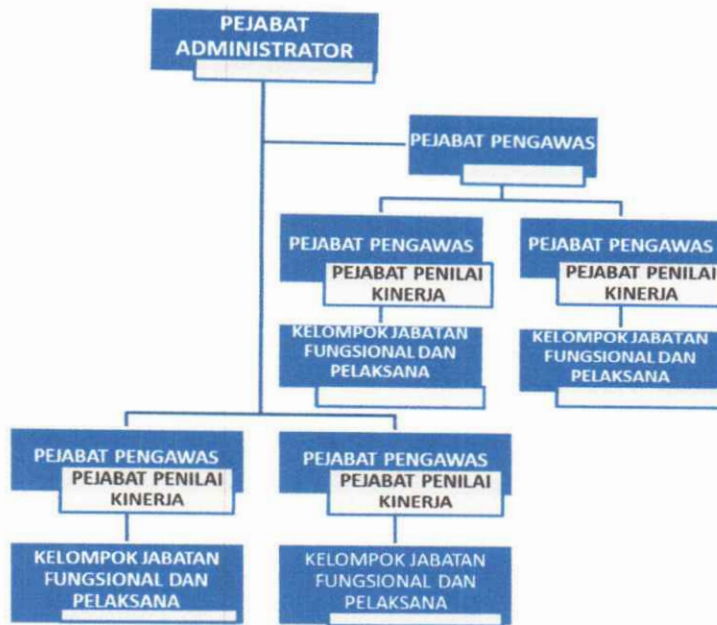 PEJABAT
ADMINISTRATOR
PEJABAT PENGAWAS
PEJABAT PENGAWAS
PEJABAT PENILAI
KINERJA
KELOMPOK JABATAN
FUNGSIONAL DAN
PELAKSANA
PEJABAT PENGAWAS
PEJABAT PENILAI
KINERJA
KELOMPOK JABATAN
FUNGSIONAL DAN
PELAKSANA
PEJABAT PENGAWAS
PEJABAT PENILAI
KINERJA
KELOMPOK JABATAN
FUNGSIONAL DAN
PELAKSANA
PEJABAT PENGAWAS
PEJABAT PENILAI
KINERJA
KELOMPOK JABATAN
FUNGSIONAL DAN
PELAKSANA